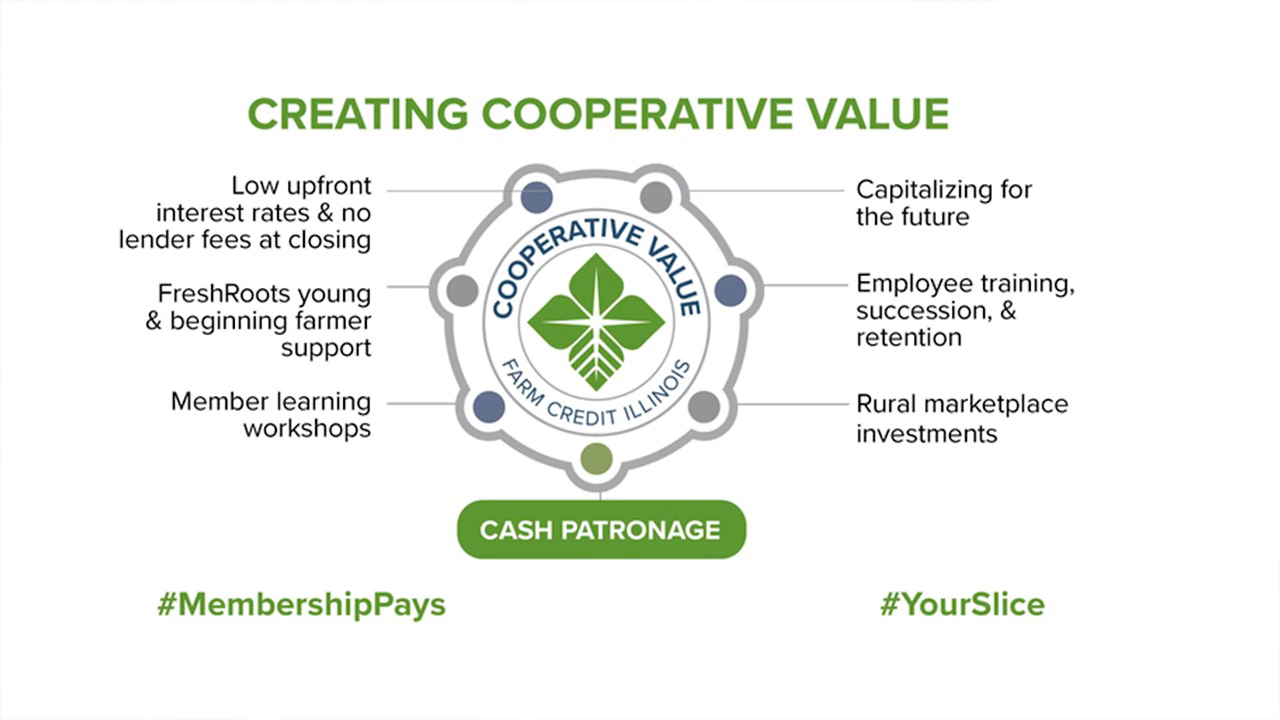 CREATING COOPERATIVE VALUE
Low upfront
interest rates & no
lender fees at closing
FreshRoots young
& beginning farmer
support
Member learning
workshops
COOPERATIVE VALUE
FARM CREDIT ILLINOIS
Capitalizing for
the future
Employee training,
succession, &
retention
Rural marketplace
investments
CASH PATRONAGE
#MembershipPays
#YourSlice